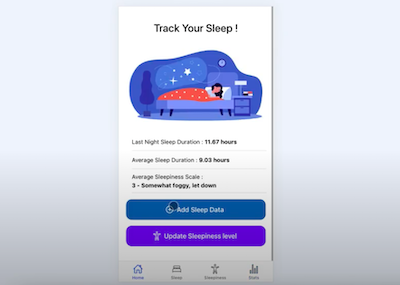 Track Your Sleep !
Last Night Sleep Duration : 11.67 hours
Average Sleep Duration : 9.03 hours
Average Sleepiness Scale :
3 - Somewhat foggy, let down
Add Sleep Data
Update Sleepiness level
Home Sleep Sleepiness Stats